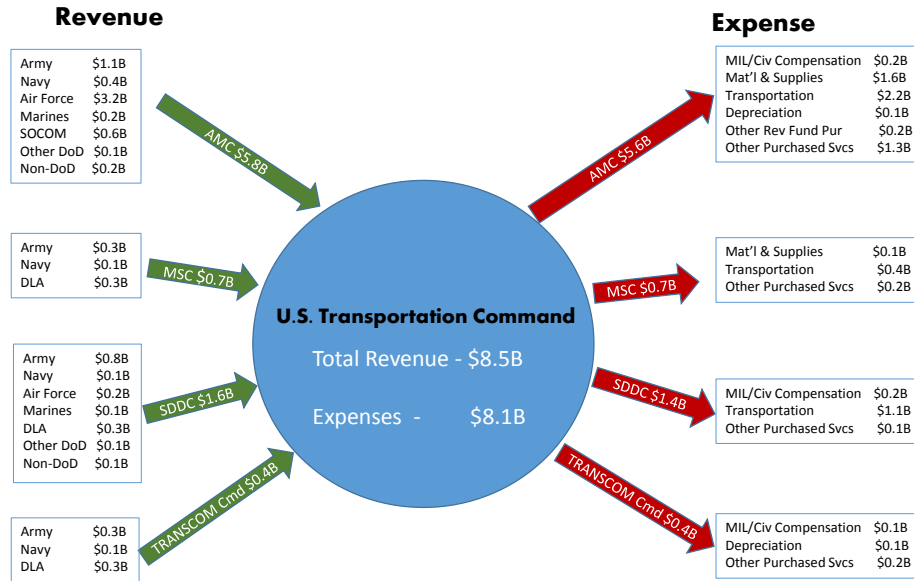 Revenue
Army $1.1B
Navy $0.4B
Air Force $3.2B
Marines $0.2B
SOCOM $0.6B
Other DoD $0.1B
Non-DoD $0.2B
AMC $5.8B
Army $0.3B
Navy $0.1B
DLA $0.3B
MSC $0.7B
Army $0.8B
Navy $0.1B
Air Force $0.2B
Marines $0.1B
DLA $0.3B
Other DoD $0.1B
Non-DoD $0.1B
SDDC $1.6B
Army $0.3B
Navy $0.1B
DLA $0.3B
TRANSCOM Cmd $0.4B
U.S. Transportation Command
Total Revenue - $8.5B
Expenses - $8.1B
Expense
AMC $5.6B
MIL/Civ Compensation $0.2B
Mat'l & Supplies $1.6B
Transportation $2.2B
Depreciation $0.1B
Other Rev Fund Pur $0.2B
Other Purchased Svcs $1.3B
MSC $0.7B
Mat'l & Supplies $0.1B
Transportation $0.4B
Other Purchased Svcs $0.2B
SDDC $1.4B
MIL/Civ Compensation $0.2B
Transportation $1.1B
Other Purchased Svcs $0.1B
TRANSCOM Cmd $0.4B
MIL/Civ Compensation $0.1B
Depreciation $0.1B
Other Purchased Svcs $0.2B